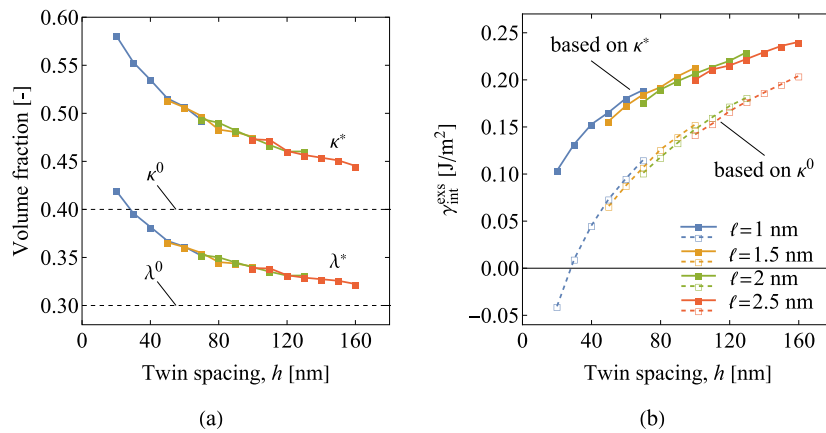 Volume fraction [-]
0.60
0.55
0.50
0.45
0.40
0.35
0.30
κ*
κ⁰
λ*
λ⁰
0 40 80 120 160
Twin spacing, h [nm]
(a)
γ_int^exs [J/m²]
0.25
0.20
0.15
0.10
0.05
0.00
−0.05
based on κ*
based on κ⁰
ℓ=1 nm
ℓ=1.5 nm
ℓ=2 nm
ℓ=2.5 nm
0 40 80 120 160
Twin spacing, h [nm]
(b)